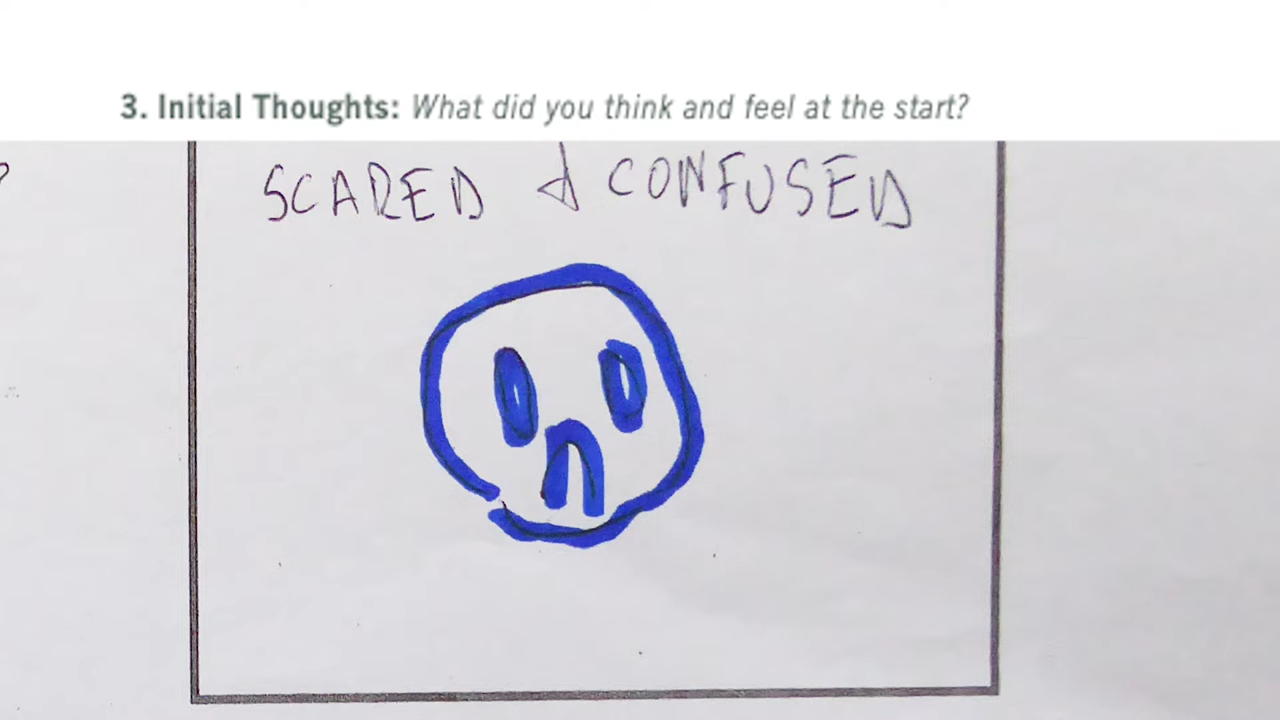 3. Initial Thoughts: What did you think and feel at the start?
?
SCARED & CONFUSED